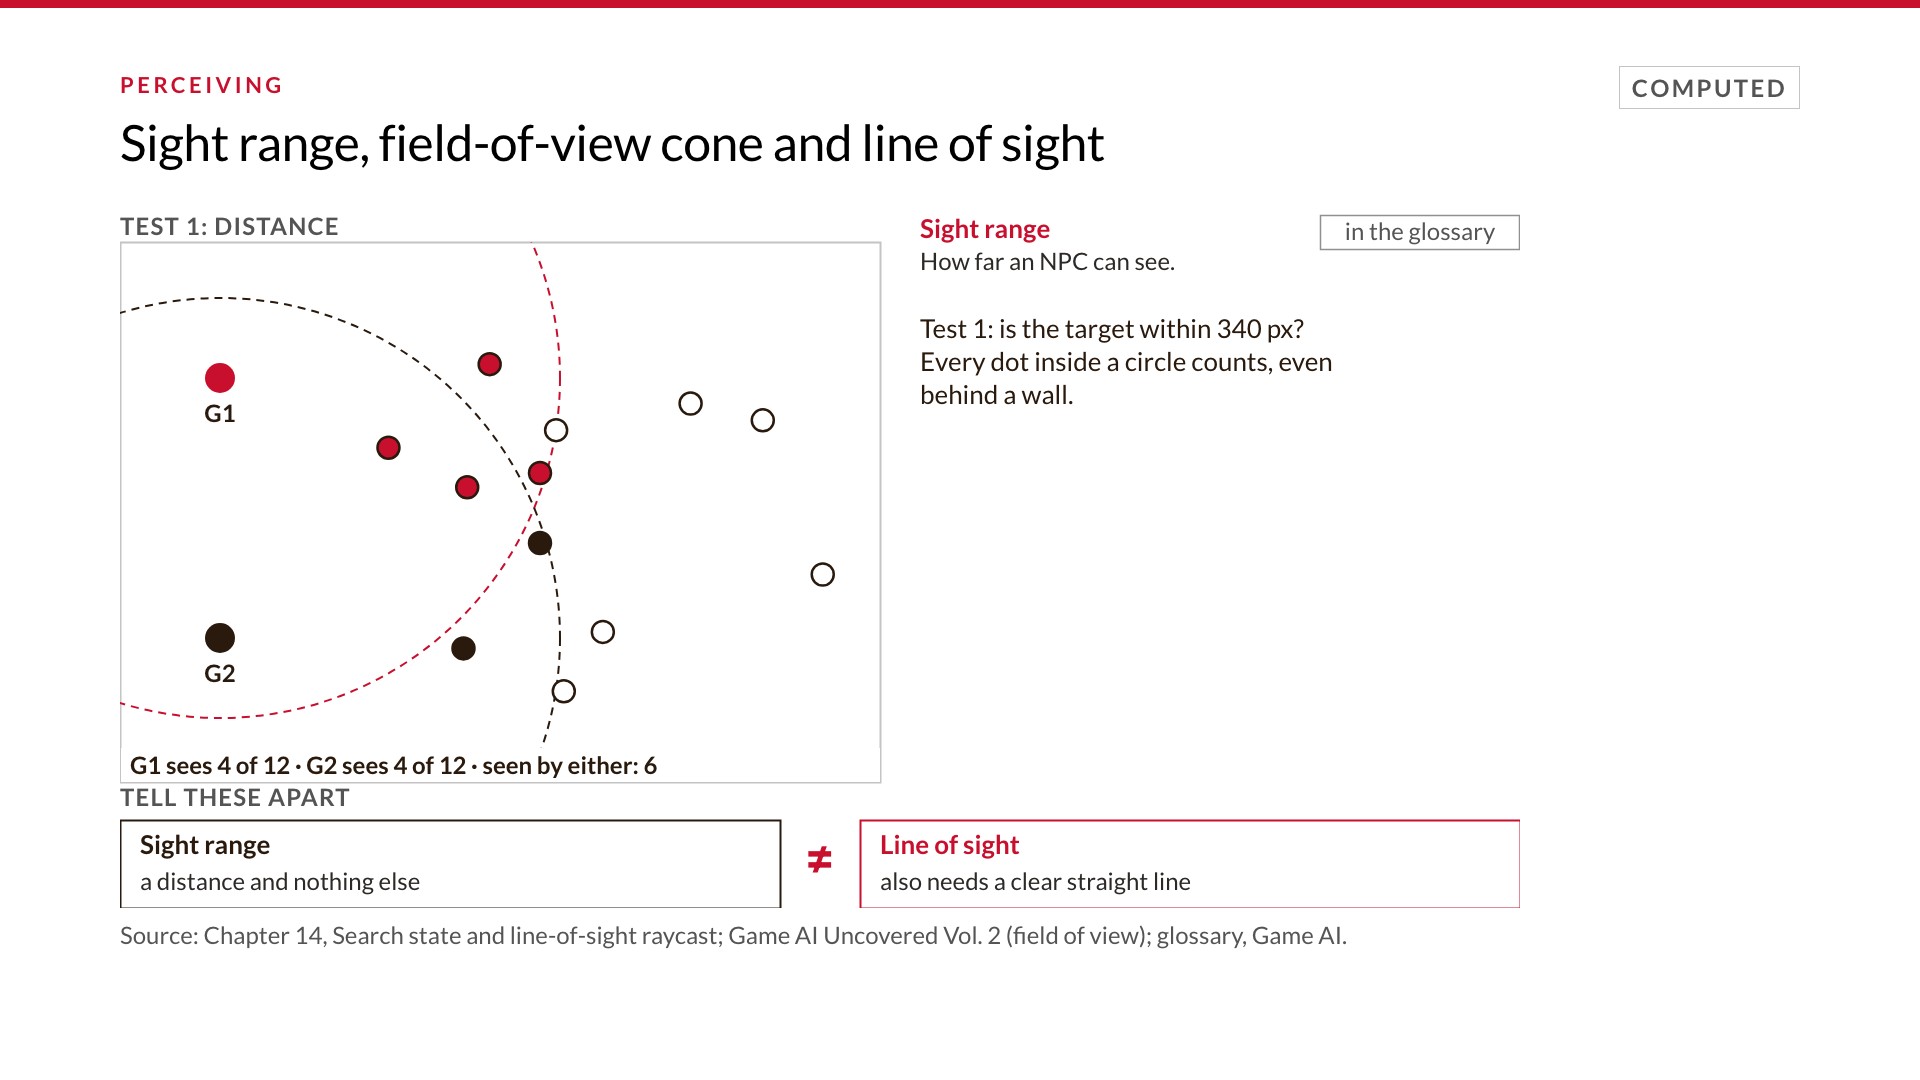 PERCEIVING
COMPUTED
Sight range, field-of-view cone and line of sight
TEST 1: DISTANCE
G1
G2
G1 sees 4 of 12 · G2 sees 4 of 12 · seen by either: 6
Sight range
in the glossary
How far an NPC can see.
Test 1: is the target within 340 px?
Every dot inside a circle counts, even
behind a wall.
TELL THESE APART
Sight range
a distance and nothing else
≠
Line of sight
also needs a clear straight line
Source: Chapter 14, Search state and line-of-sight raycast; Game AI Uncovered Vol. 2 (field of view); glossary, Game AI.